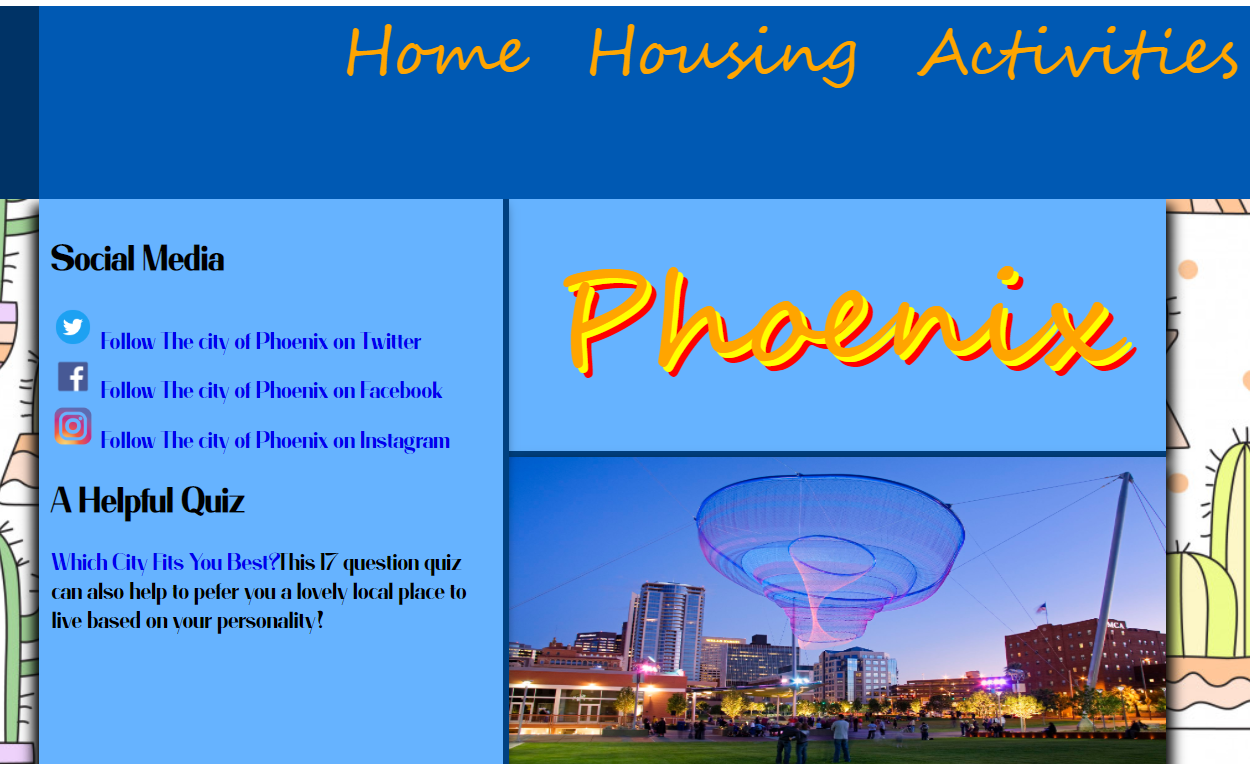 Home Housing Activities
Social Media
Follow The city of Phoenix on Twitter
Follow The city of Phoenix on Facebook
Follow The city of Phoenix on Instagram
A Helpful Quiz
Which City Fits You Best?This 17 question quiz
can also help to pefer you a lovely local place to
live based on your personality!
Phoenix
MCA